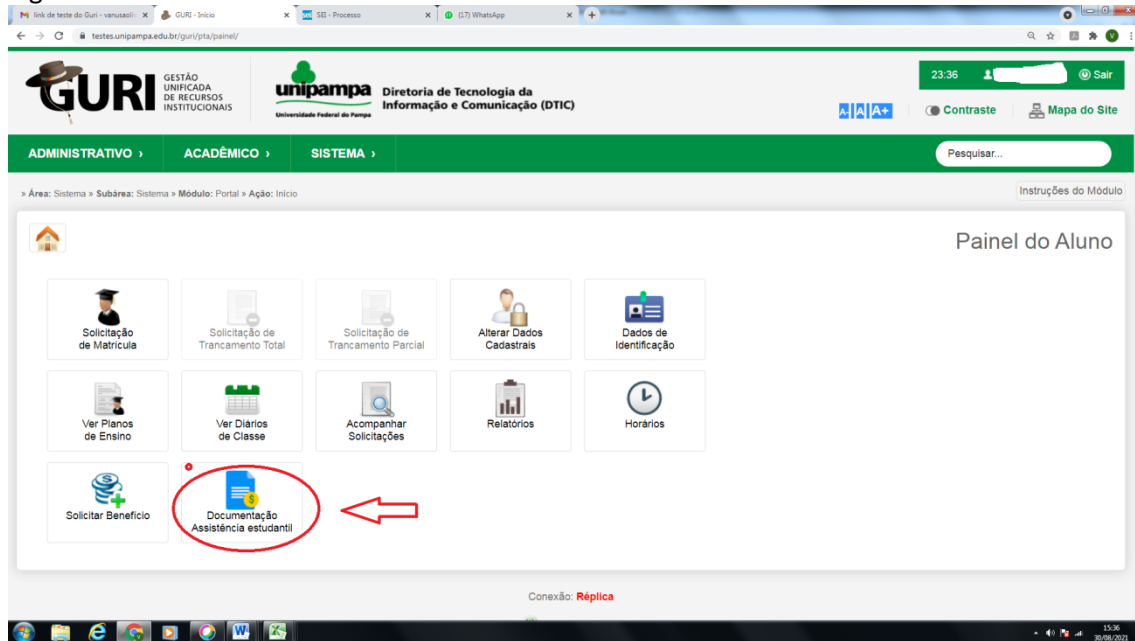 link de teste do Guri - vanusaoli
GURI - Início
SEI - Processo
(17) WhatsApp
testes.unipampa.edu.br/guri/pta/painel/
GURI
GESTÃO
UNIFICADA
DE RECURSOS
INSTITUCIONAIS
unipampa
Universidade Federal do Pampa
Diretoria de Tecnologia da
Informação e Comunicação (DTIC)
23:36
Sair
A- A A+
Contraste
Mapa do Site
ADMINISTRATIVO ›
ACADÊMICO ›
SISTEMA ›
Pesquisar...
» Área: Sistema » Subárea: Sistema » Módulo: Portal » Ação: Início
Instruções do Módulo
Painel do Aluno
Solicitação
de Matrícula
Solicitação de
Trancamento Total
Solicitação de
Trancamento Parcial
Alterar Dados
Cadastrais
Dados de
Identificação
Ver Planos
de Ensino
Ver Diários
de Classe
Acompanhar
Solicitações
Relatórios
Horários
Solicitar Benefício
Documentação
Assistência estudantil
Conexão: Réplica
15:36
30/08/2021